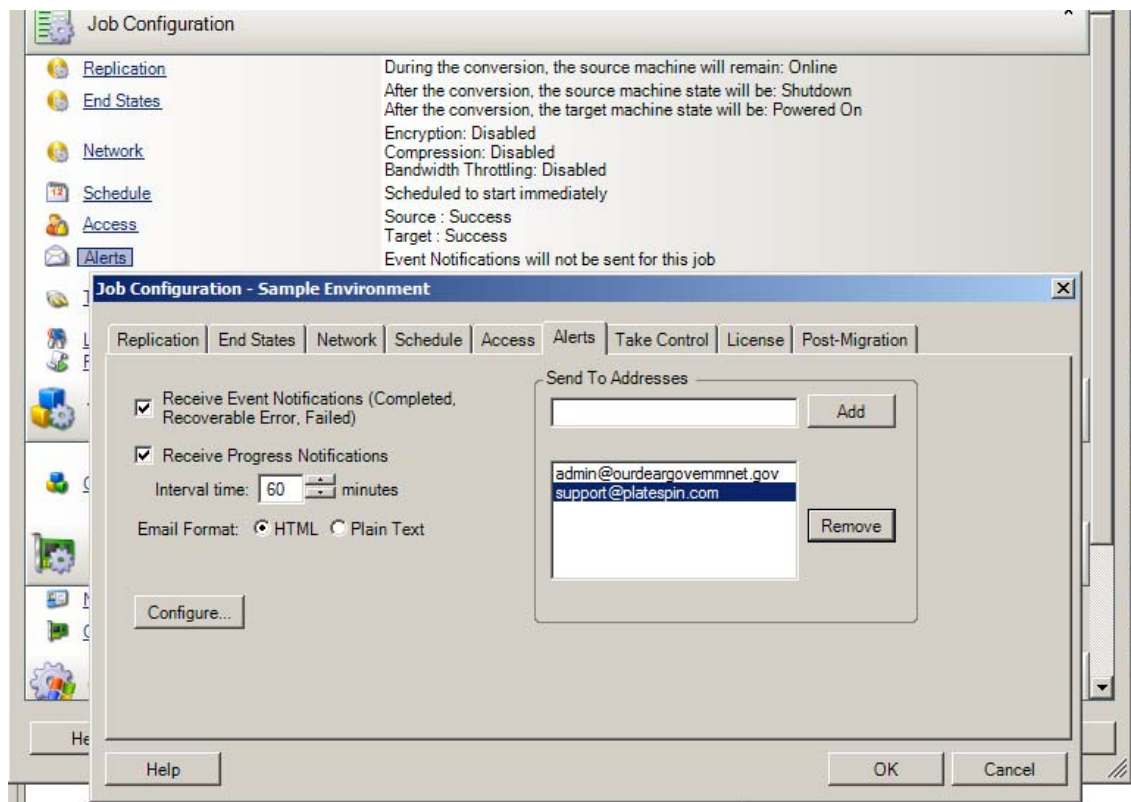 Job Configuration
Replication During the conversion, the source machine will remain: Online
End States After the conversion, the source machine state will be: Shutdown
After the conversion, the target machine state will be: Powered On
Network Encryption: Disabled
Compression: Disabled
Bandwidth Throttling: Disabled
Schedule Scheduled to start immediately
Access Source : Success
Target : Success
Alerts Event Notifications will not be sent for this job
Job Configuration - Sample Environment
Replication End States Network Schedule Access Alerts Take Control License Post-Migration
Receive Event Notifications (Completed,
Recoverable Error, Failed)
Receive Progress Notifications
Interval time: 60 minutes
Email Format: HTML Plain Text
Configure...
Send To Addresses
Add
admin@ourdeargovernmnet.gov
support@platespin.com
Remove
He
Help OK Cancel